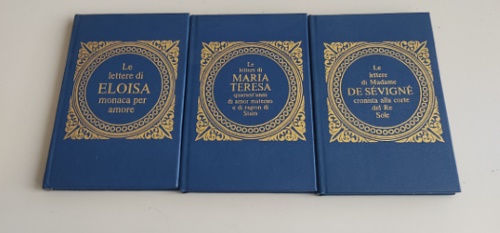 Le
lettere di
ELOISA
monaca per
amore
Le
lettere di
MARIA
TERESA
quarant'anni
di amor materno
e di ragion di
Stato
Le
lettere
di Madame
DE SÉVIGNÉ
cronista alla corte
del Re
Sole